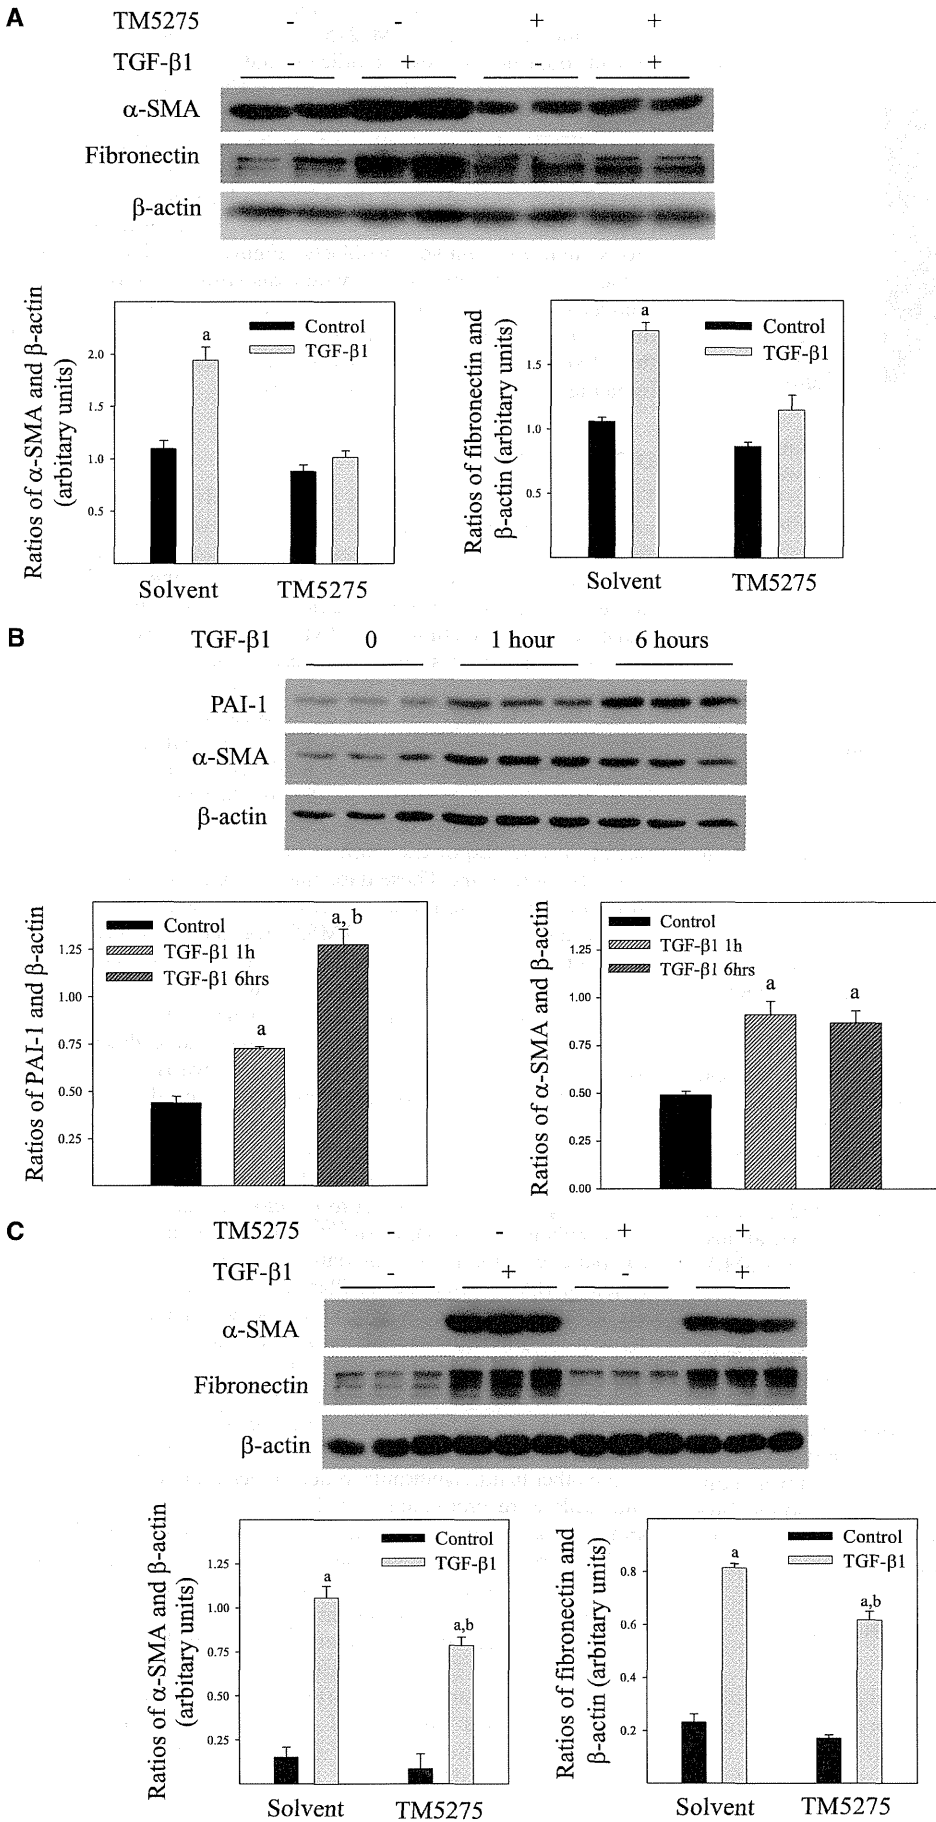 A
TM5275 - - + +
TGF-β1 - + - +
α-SMA
Fibronectin
β-actin
Ratios of α-SMA and β-actin
(arbitary units)
2.0
1.5
1.0
0.5
a
Control
TGF-β1
Solvent TM5275
Ratios of fibronectin and
β-actin (arbitary units)
1.5
1.0
0.5
a
Control
TGF-β1
Solvent TM5275
B
TGF-β1 0 1 hour 6 hours
PAI-1
α-SMA
β-actin
Ratios of PAI-1 and β-actin
1.25
1.00
0.75
0.50
0.25
Control
TGF-β1 1h
TGF-β1 6hrs
a
a, b
Ratios of α-SMA and β-actin
1.25
1.00
0.75
0.50
0.25
0.00
Control
TGF-β1 1h
TGF-β1 6hrs
a
a
C
TM5275 - - + +
TGF-β1 - + - +
α-SMA
Fibronectin
β-actin
Ratios of α-SMA and β-actin
(arbitary units)
1.25
1.00
0.75
0.50
0.25
Control
TGF-β1
a
a,b
Solvent TM5275
Ratios of fibronectin and
β-actin (arbitary units)
0.8
0.6
0.4
0.2
Control
TGF-β1
a
a,b
Solvent TM5275